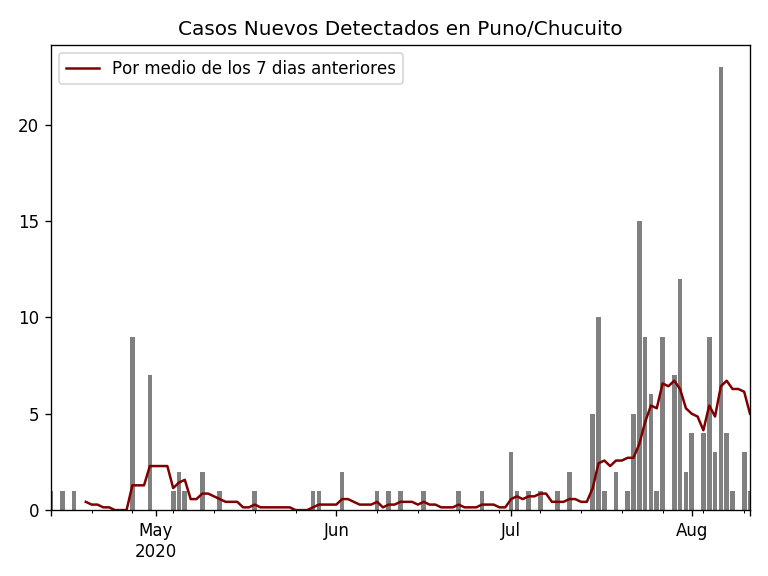 Casos Nuevos Detectados en Puno/Chucuito
Por medio de los 7 dias anteriores
20
15
10
5
0
May
2020
Jun
Jul
Aug